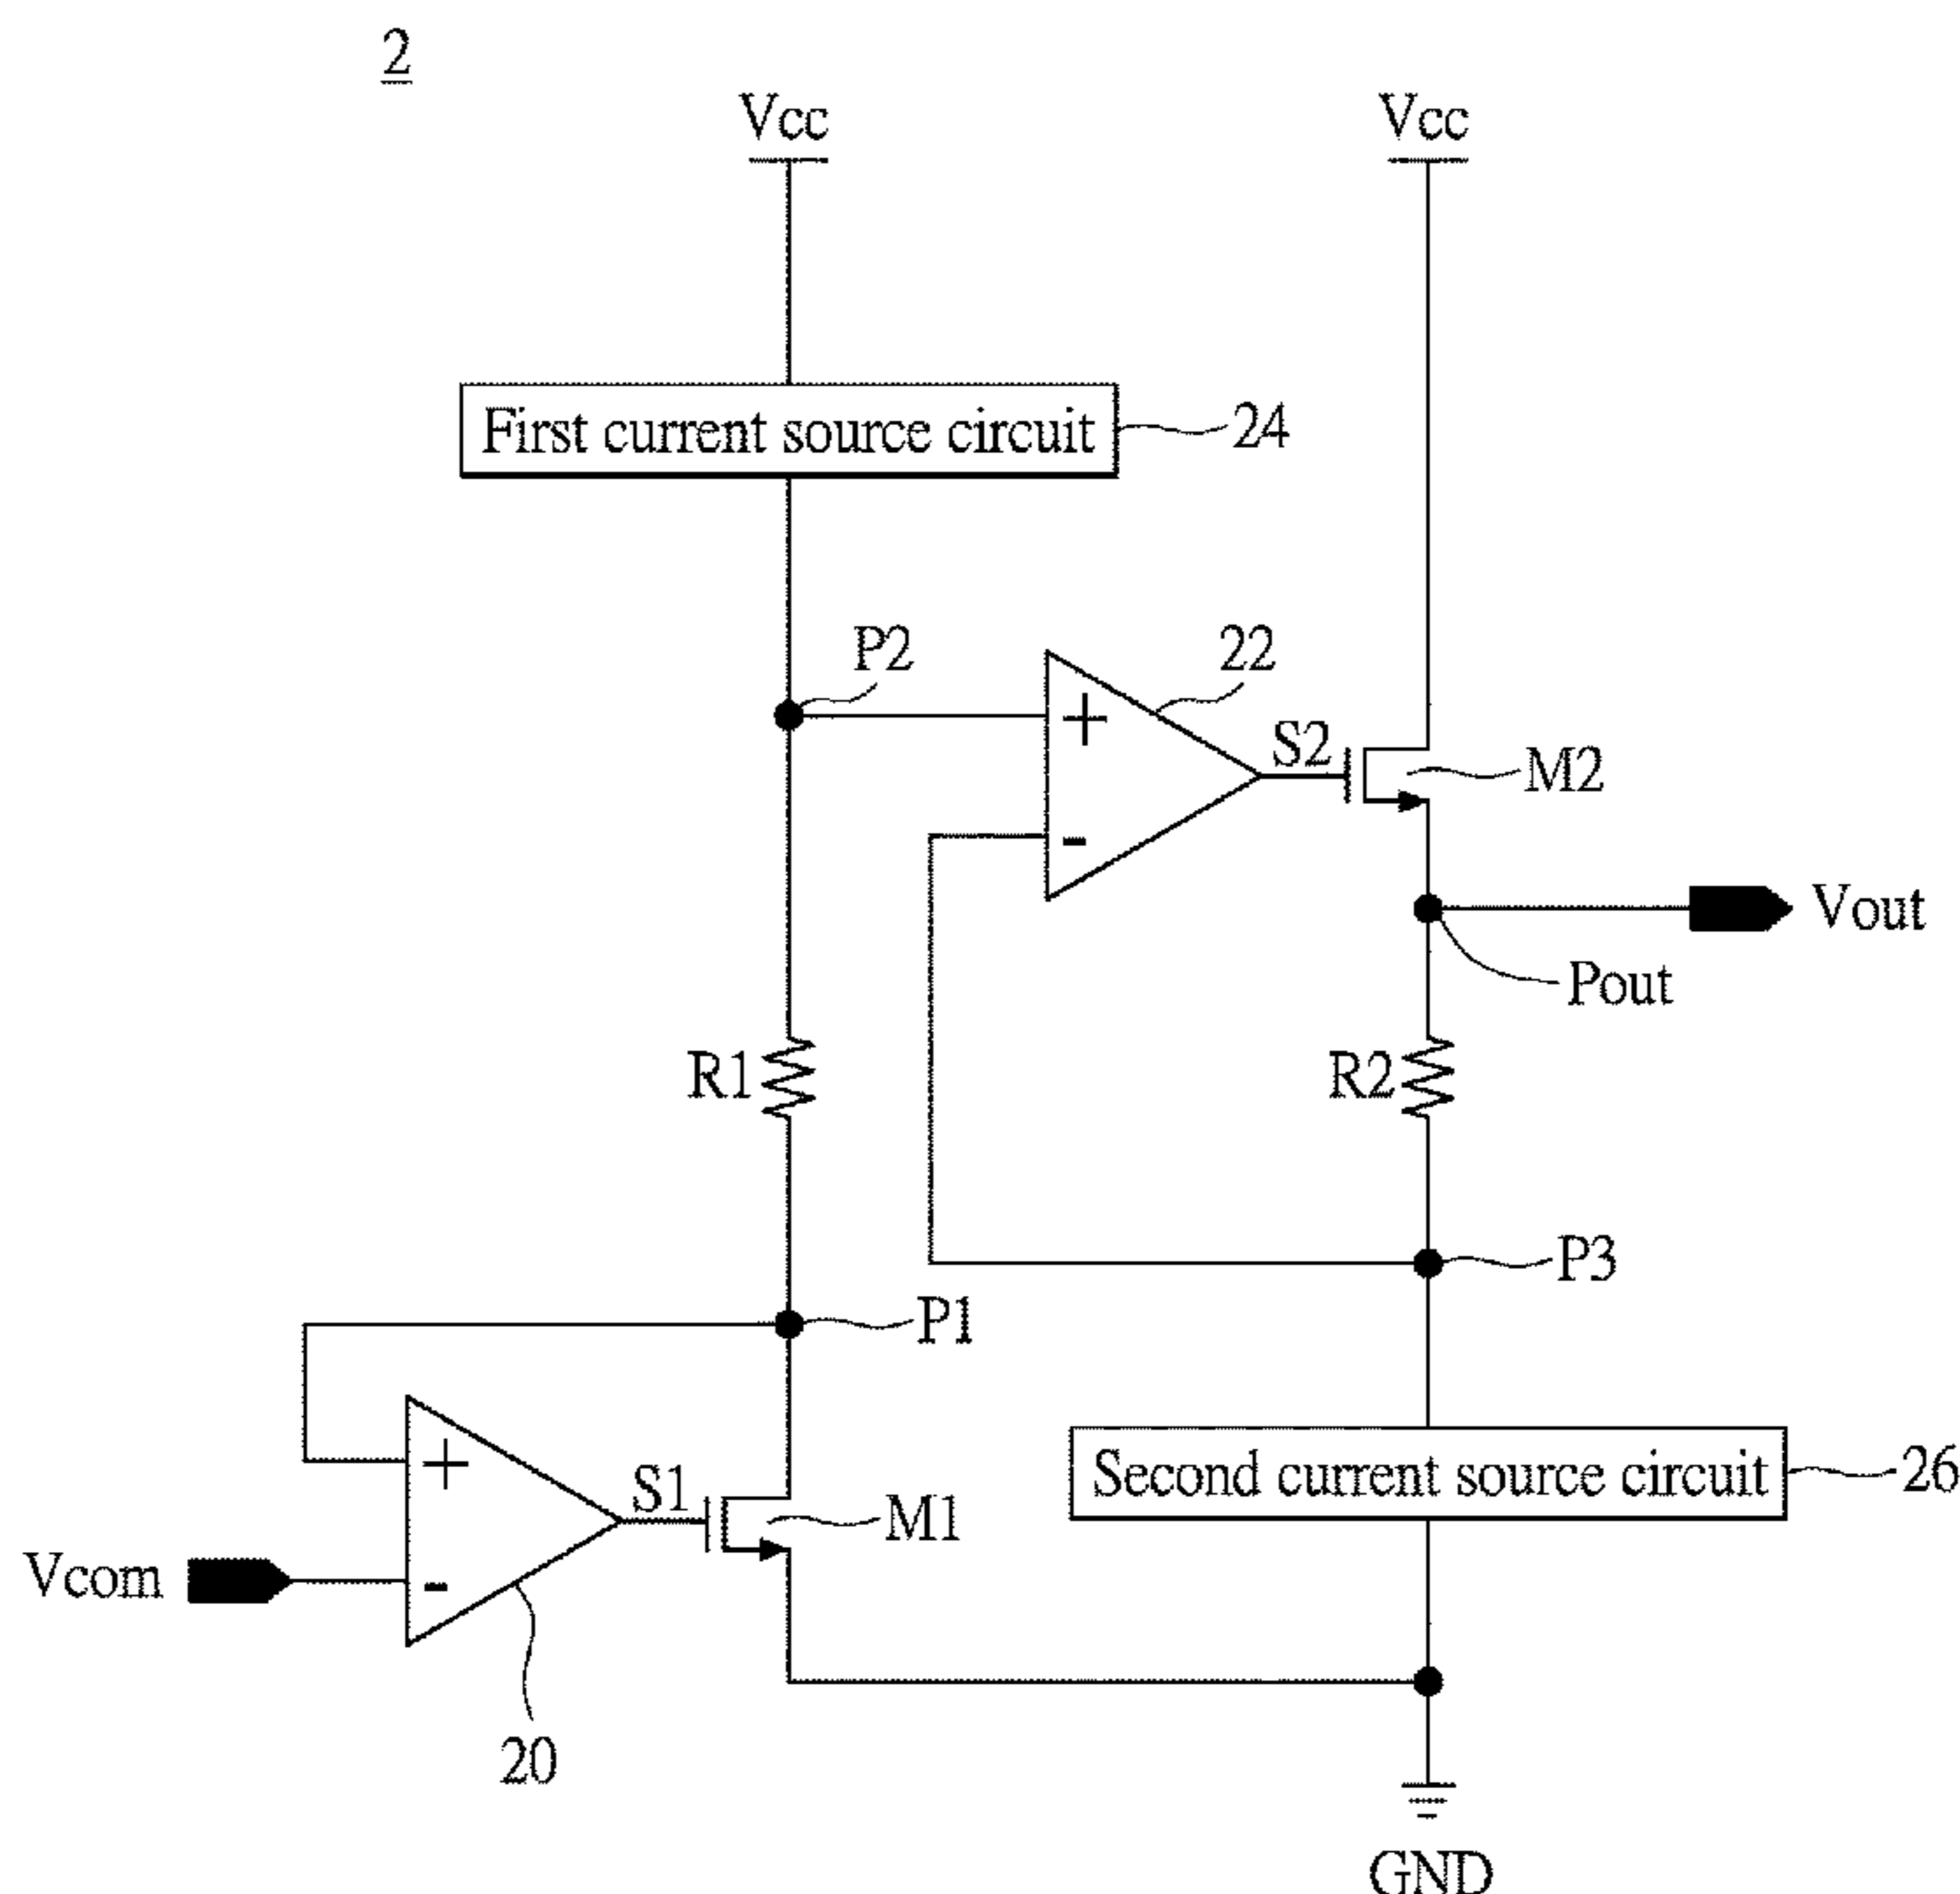 2
Vcc
Vcc
First current source circuit
24
P2
22
+
S2
M2
-
Vout
Pout
R1
R2
P3
P1
+
S1
M1
Second current source circuit
26
Vcom
-
20
GND